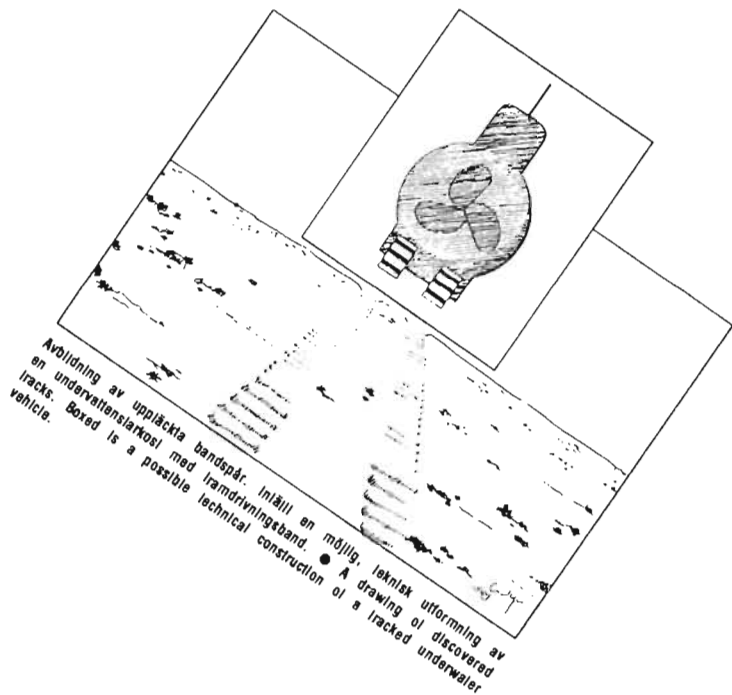 Avbildning av upptäckta bandspår. Infälll en möjlig, teknisk utformning av
en undervattensfarkost med framdrivningsband. ● A drawing of discovered
tracks. Boxed is a possible technical construction of a tracked underwater
vehicle.